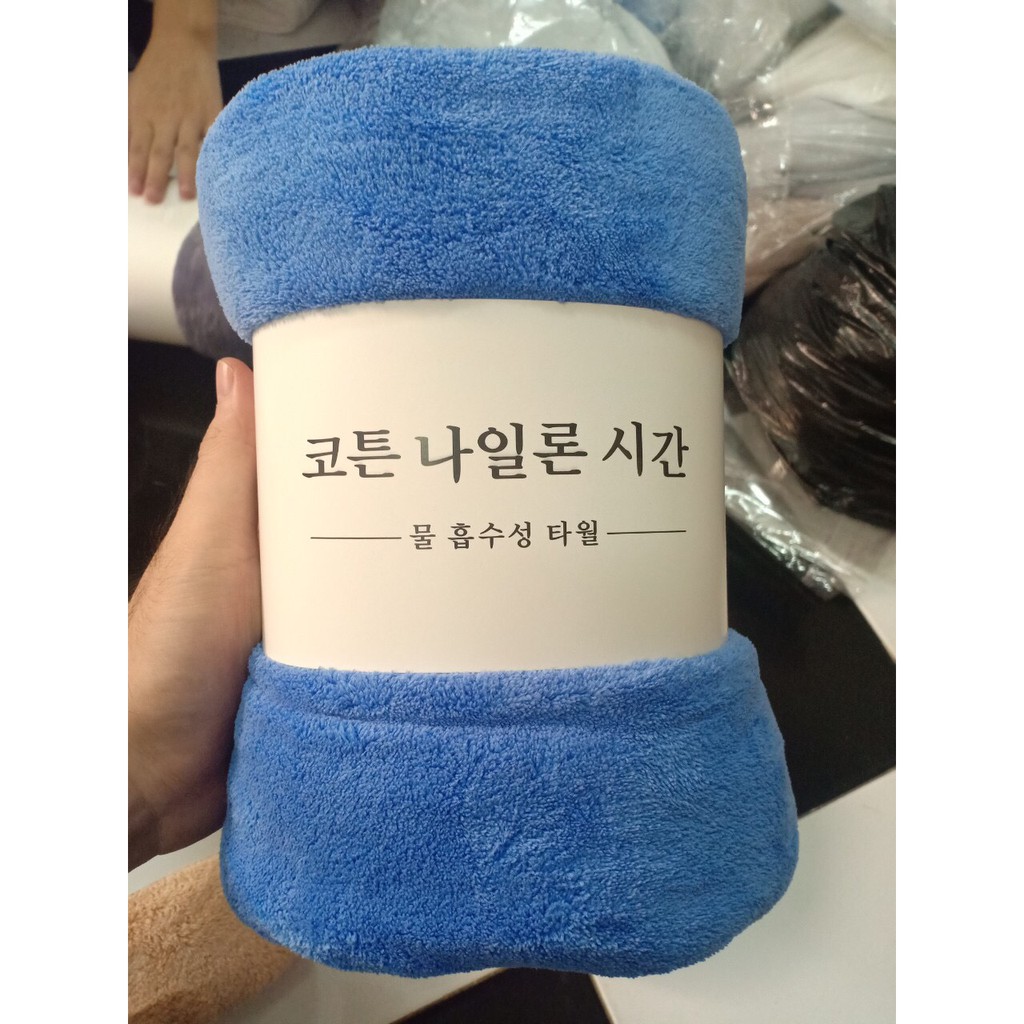 코튼 나일론 시간
물 흡수성 타월